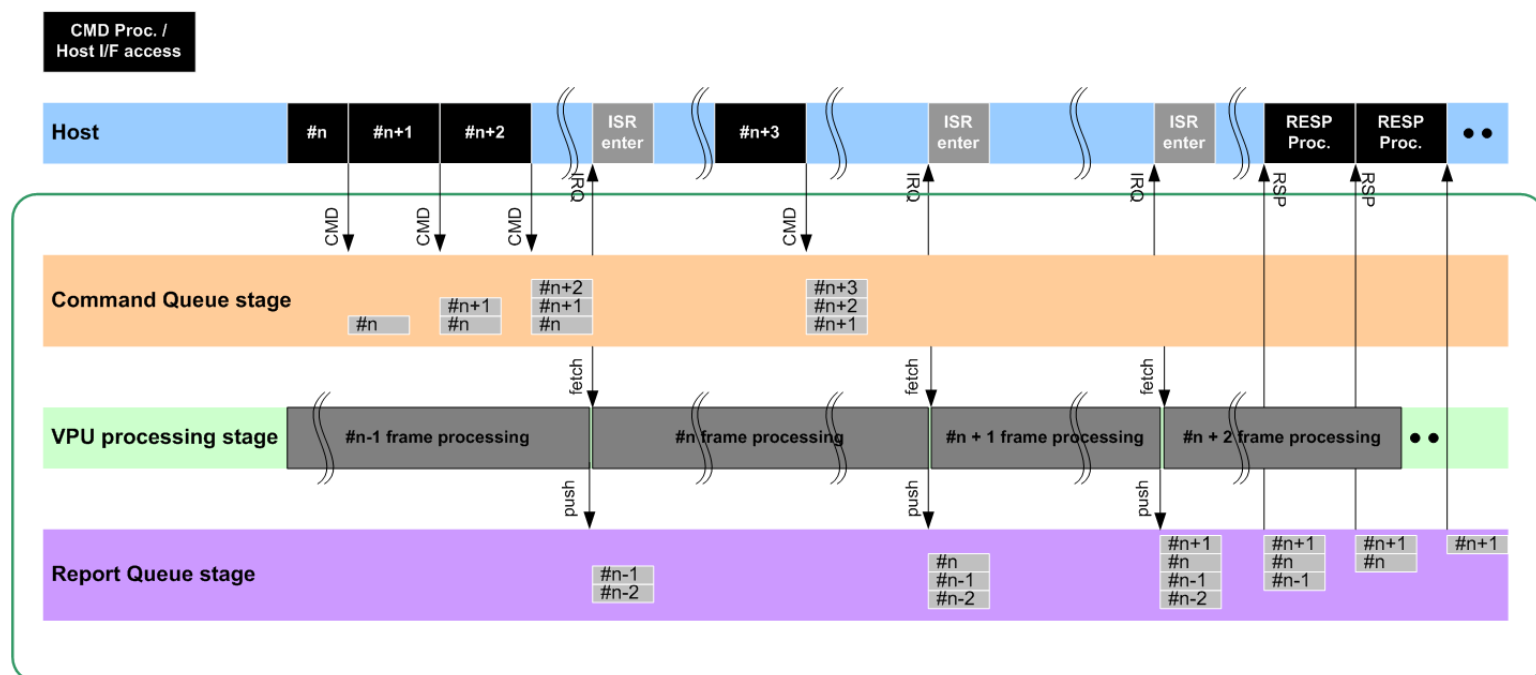 CMD Proc. /
Host I/F access
Host
#n
#n+1
#n+2
ISR
enter
#n+3
ISR
enter
ISR
enter
RESP
Proc.
RESP
Proc.
CMD
CMD
CMD
IRQ
CMD
IRQ
IRQ
RSP
RSP
Command Queue stage
#n
#n+1
#n
#n+2
#n+1
#n
#n+3
#n+2
#n+1
fetch
fetch
fetch
VPU processing stage
#n-1 frame processing
#n frame processing
#n + 1 frame processing
#n + 2 frame processing
push
push
push
Report Queue stage
#n-1
#n-2
#n
#n-1
#n-2
#n+1
#n
#n-1
#n-2
#n+1
#n
#n-1
#n+1
#n
#n+1